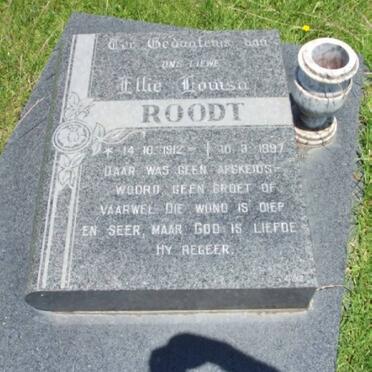 Ter Gedagtenis aan
ONS LIEWE
Ellie Louisa
ROODT
* 14·10·1912 – † 10·3·1997
DAAR WAS GEEN AFSKEIDS-
WOORD, GEEN GROET OF
VAARWEL. DIE WOND IS DIEP
EN SEER, MAAR GOD IS LIEFDE
HY REGEER.